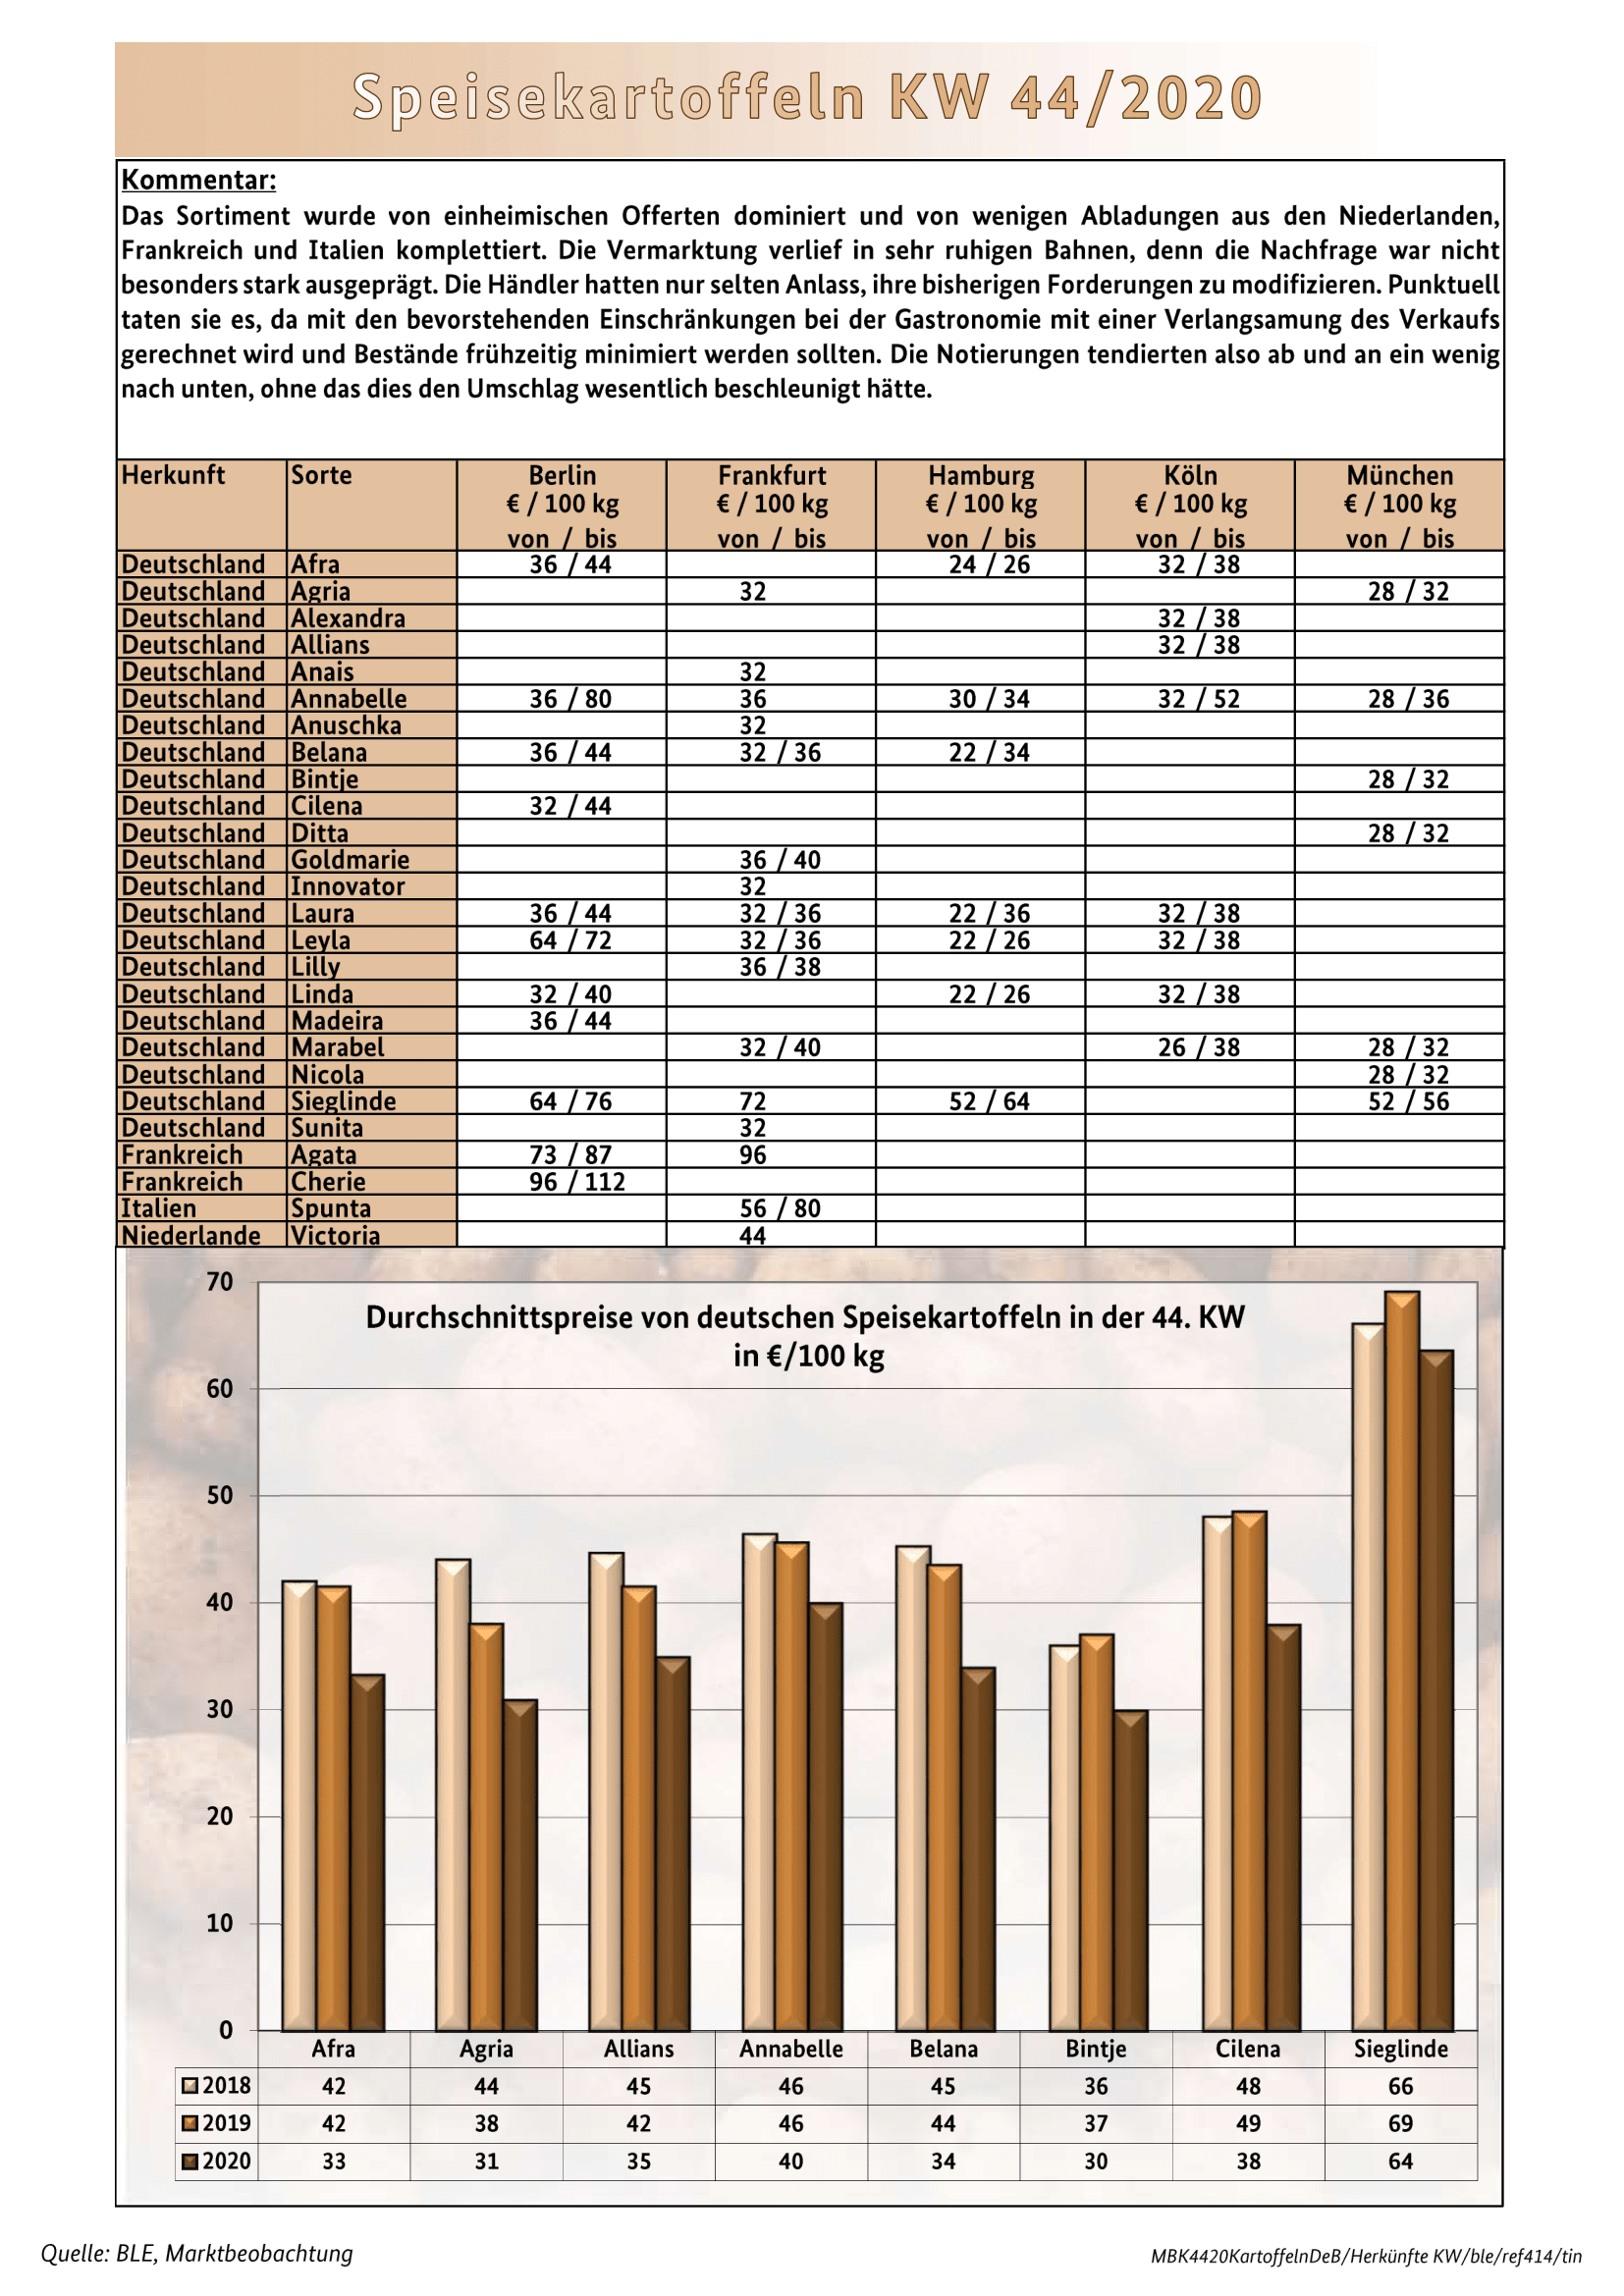 Speisekartoffeln KW 44/2020
Kommentar:
Das Sortiment wurde von einheimischen Offerten dominiert und von wenigen Abladungen aus den Niederlanden,
Frankreich und Italien komplettiert. Die Vermarktung verlief in sehr ruhigen Bahnen, denn die Nachfrage war nicht
besonders stark ausgeprägt. Die Händler hatten nur selten Anlass, ihre bisherigen Forderungen zu modifizieren. Punktuell
taten sie es, da mit den bevorstehenden Einschränkungen bei der Gastronomie mit einer Verlangsamung des Verkaufs
gerechnet wird und Bestände frühzeitig minimiert werden sollten. Die Notierungen tendierten also ab und an ein wenig
nach unten, ohne das dies den Umschlag wesentlich beschleunigt hätte.
Herkunft Sorte Berlin Frankfurt Hamburg Köln München
€ / 100 kg € / 100 kg € / 100 kg € / 100 kg € / 100 kg
von / bis von / bis von / bis von / bis von / bis
Deutschland Afra 36 / 44 24 / 26 32 / 38
Deutschland Agria 32 28 / 32
Deutschland Alexandra 32 / 38
Deutschland Allians 32 / 38
Deutschland Anais 32
Deutschland Annabelle 36 / 80 36 30 / 34 32 / 52 28 / 36
Deutschland Anuschka 32
Deutschland Belana 36 / 44 32 / 36 22 / 34
Deutschland Bintje 28 / 32
Deutschland Cilena 32 / 44
Deutschland Ditta 28 / 32
Deutschland Goldmarie 36 / 40
Deutschland Innovator 32
Deutschland Laura 36 / 44 32 / 36 22 / 36 32 / 38
Deutschland Leyla 64 / 72 32 / 36 22 / 26 32 / 38
Deutschland Lilly 36 / 38
Deutschland Linda 32 / 40 22 / 26 32 / 38
Deutschland Madeira 36 / 44
Deutschland Marabel 32 / 40 26 / 38 28 / 32
Deutschland Nicola 28 / 32
Deutschland Sieglinde 64 / 76 72 52 / 64 52 / 56
Deutschland Sunita 32
Frankreich Agata 73 / 87 96
Frankreich Cherie 96 / 112
Italien Spunta 56 / 80
Niederlande Victoria 44
Durchschnittspreise von deutschen Speisekartoffeln in der 44. KW
in €/100 kg
70
60
50
40
30
20
10
0
Afra Agria Allians Annabelle Belana Bintje Cilena Sieglinde
2018 42 44 45 46 45 36 48 66
2019 42 38 42 46 44 37 49 69
2020 33 31 35 40 34 30 38 64
Quelle: BLE, Marktbeobachtung
MBK4420KartoffelnDeB/Herkünfte KW/ble/ref414/tin